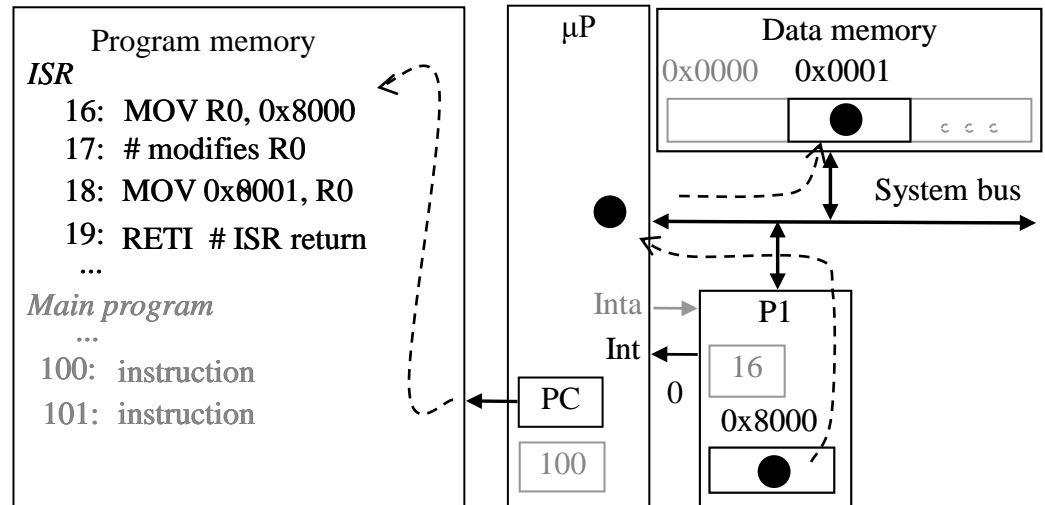 Program memory
ISR
16: MOV R0, 0x8000
17: # modifies R0
18: MOV 0x8001, R0
19: RETI # ISR return
...
Main program
...
100: instruction
101: instruction
μP
PC
100
Data memory
0x0000 0x0001
System bus
Inta
Int
0
P1
16
0x8000